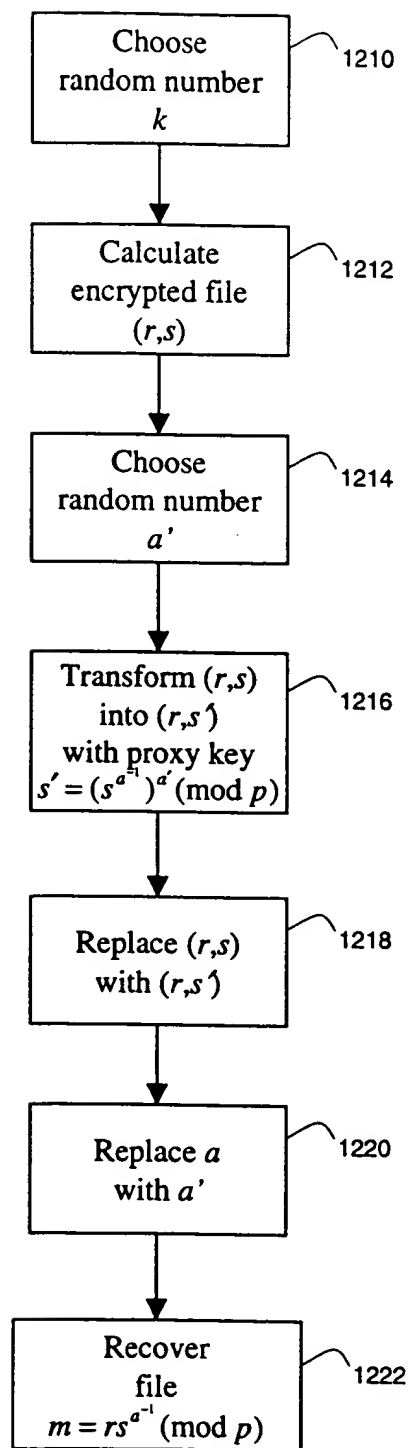 Choose
random number
k
1210
Calculate
encrypted file
(r,s)
1212
Choose
random number
a'
1214
Transform (r,s)
into (r,s')
with proxy key
s' = (s^{a^{-1}})^{a'} (mod p)
1216
Replace (r,s)
with (r,s')
1218
Replace a
with a'
1220
Recover
file
m = rs^{a^{-1}} (mod p)
1222